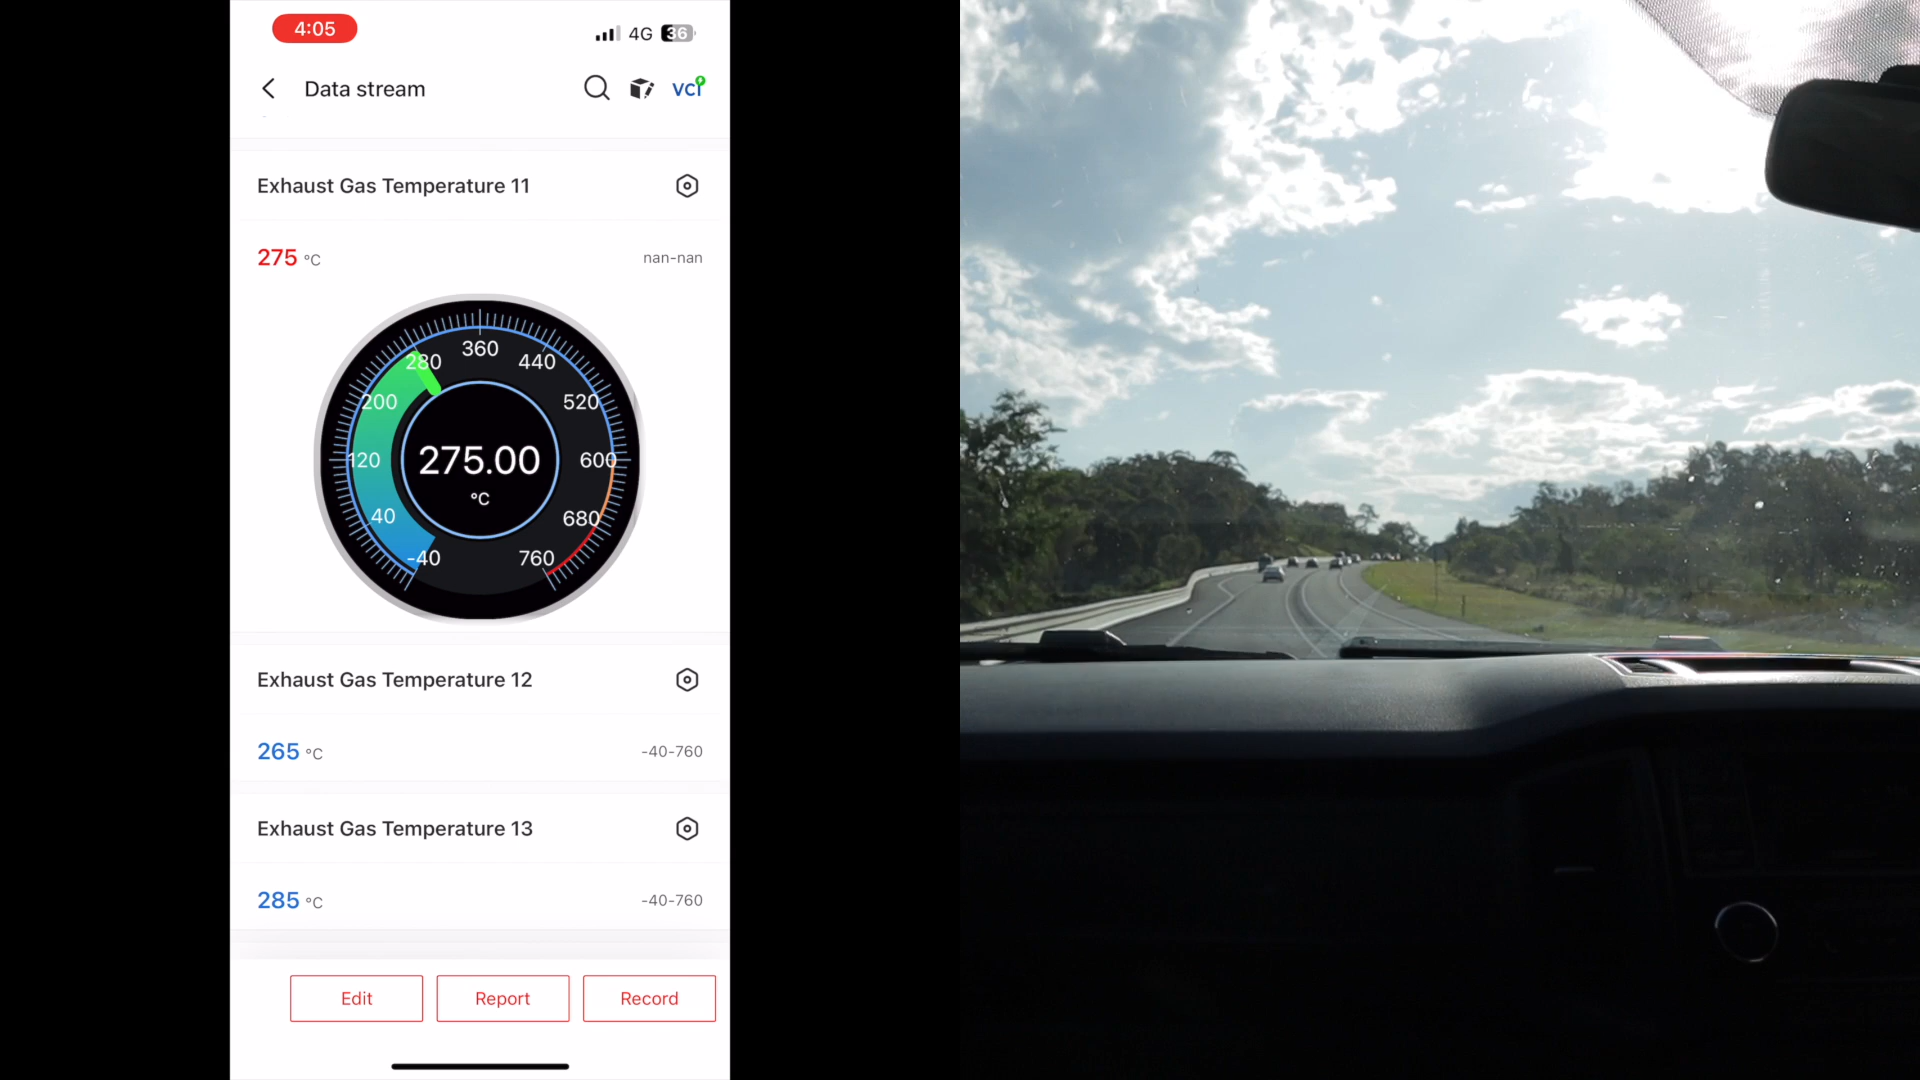 4:05
4G 36
Data stream
VCI
Exhaust Gas Temperature 11
275 °C
nan-nan
360
280
440
200
520
120
275.00
600
°C
40
680
-40
760
Exhaust Gas Temperature 12
265 °C
-40-760
Exhaust Gas Temperature 13
285 °C
-40-760
Edit
Report
Record